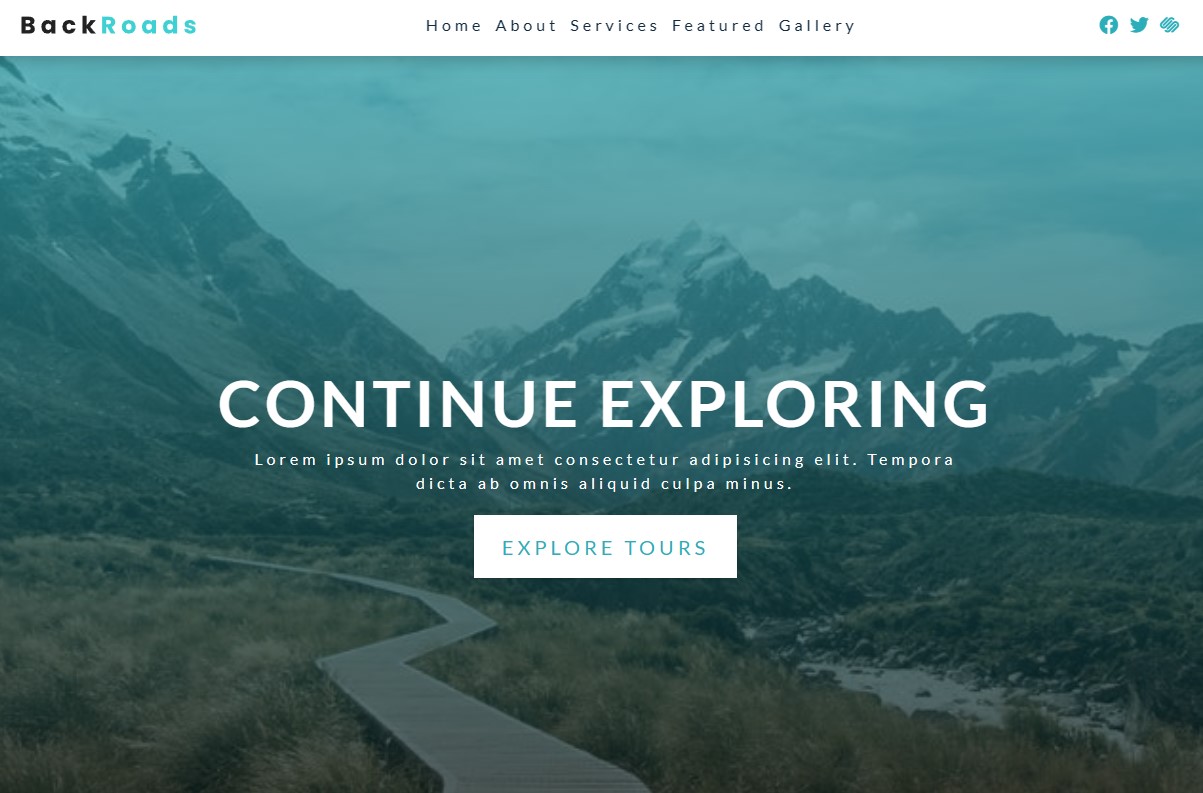 BackRoads
Home About Services Featured Gallery
CONTINUE EXPLORING
Lorem ipsum dolor sit amet consectetur adipisicing elit. Tempora
dicta ab omnis aliquid culpa minus.
EXPLORE TOURS